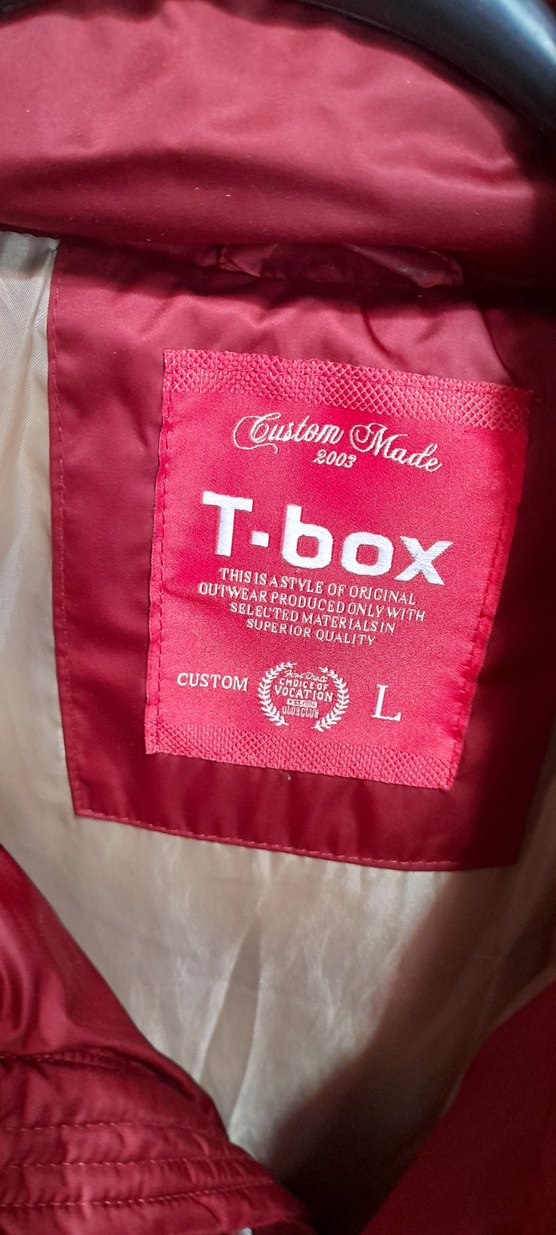 Custom Made
2003
T-box
THIS IS A STYLE OF ORIGINAL
OUTWEAR PRODUCED ONLY WITH
SELECTED MATERIALS IN
SUPERIOR QUALITY
CUSTOM
CHOICE OF
VOCATION
L